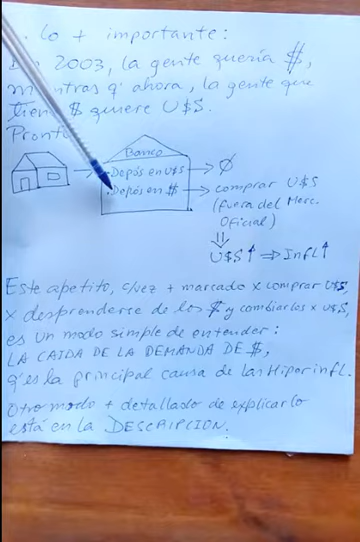 . lo + importante:
2003, la gente quería $,
mientras q' ahora, la gente que
tiene $ quiere U$S.
Pronto
Banco
.Depós en U$S → Ø
.Depós en $ → comprar U$S
(fuera del Merc.
Oficial)
⇓
U$S↑ ⇒ Infl↑
Este apetito, c/vez + marcado x comprar U$S
x desprenderse de los $ y cambiarlos x U$S,
es un modo simple de entender:
LA CAIDA DE LA DEMANDA DE $,
q' es la principal causa de las Hiperinfl.
Otro modo + detallado de explicarlo
está en la DESCRIPCION.